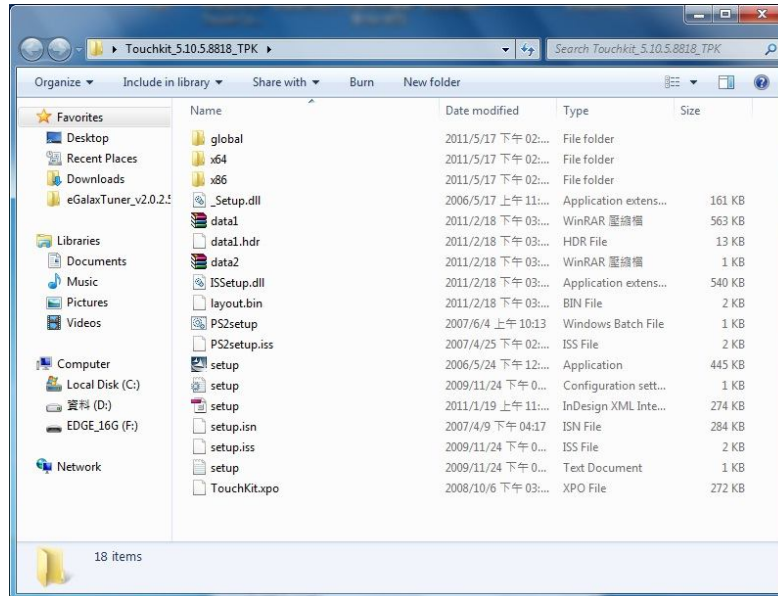 Touchkit_5.10.5.8818_TPK
Search Touchkit_5.10.5.8818_TPK
Organize Include in library Share with Burn New folder
Favorites
Desktop
Recent Places
Downloads
eGalaxTuner_v2.0.2.5
Libraries
Documents
Music
Pictures
Videos
Computer
Local Disk (C:)
資料 (D:)
EDGE_16G (F:)
Network
Name Date modified Type Size
global 2011/5/17 下午 02:... File folder
x64 2011/5/17 下午 02:... File folder
x86 2011/5/17 下午 02:... File folder
_Setup.dll 2006/5/17 上午 11:... Application extens... 161 KB
data1 2011/2/18 下午 03:... WinRAR 壓縮檔 563 KB
data1.hdr 2011/2/18 下午 03:... HDR File 13 KB
data2 2011/2/18 下午 03:... WinRAR 壓縮檔 1 KB
ISSetup.dll 2011/2/18 下午 03:... Application extens... 540 KB
layout.bin 2011/2/18 下午 03:... BIN File 2 KB
PS2setup 2007/6/4 上午 10:13 Windows Batch File 1 KB
PS2setup.iss 2007/4/25 下午 02:... ISS File 2 KB
setup 2006/5/24 下午 12:... Application 445 KB
setup 2009/11/24 下午 0... Configuration sett... 1 KB
setup 2011/1/19 上午 11:... InDesign XML Inte... 274 KB
setup.isn 2007/4/9 下午 04:17 ISN File 284 KB
setup.iss 2009/11/24 下午 0... ISS File 2 KB
setup 2009/11/24 下午 0... Text Document 1 KB
TouchKit.xpo 2008/10/6 下午 03:... XPO File 272 KB
18 items